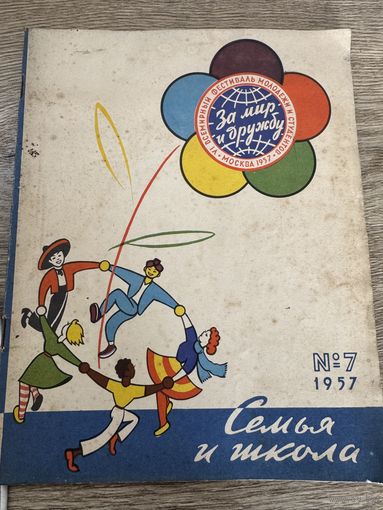 VI ВСЕМИРНЫЙ ФЕСТИВАЛЬ МОЛОДЕЖИ И СТУДЕНТОВ
За мир
и дружбу
• МОСКВА 1957 •
№7
1957
Семья
и школа